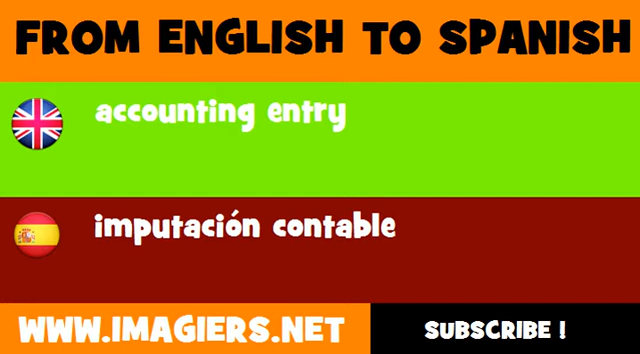 FROM ENGLISH TO SPANISH
accounting entry
imputación contable
WWW.IMAGIERS.NET
SUBSCRIBE !